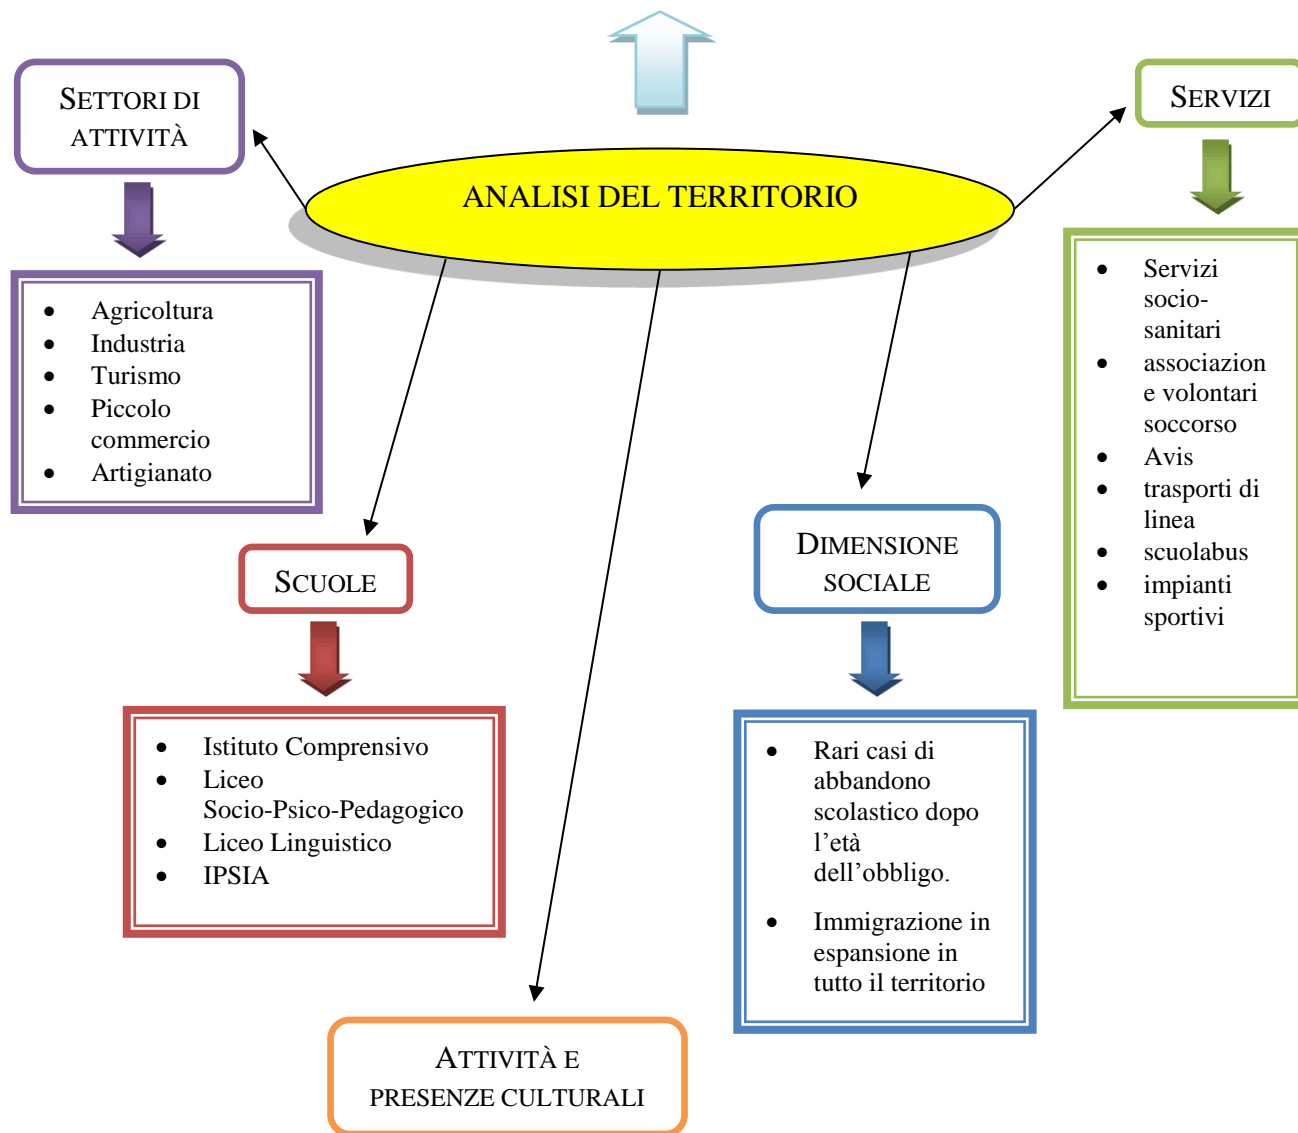 SETTORI DI
ATTIVITÀ
SERVIZI
ANALISI DEL TERRITORIO
• Agricoltura
• Industria
• Turismo
• Piccolo
commercio
• Artigianato
• Servizi
socio-
sanitari
• associazion
e volontari
soccorso
• Avis
• trasporti di
linea
• scuolabus
• impianti
sportivi
SCUOLE
DIMENSIONE
SOCIALE
• Istituto Comprensivo
• Liceo
Socio-Psico-Pedagogico
• Liceo Linguistico
• IPSIA
• Rari casi di
abbandono
scolastico dopo
l’età
dell’obbligo.
• Immigrazione in
espansione in
tutto il territorio
ATTIVITÀ E
PRESENZE CULTURALI